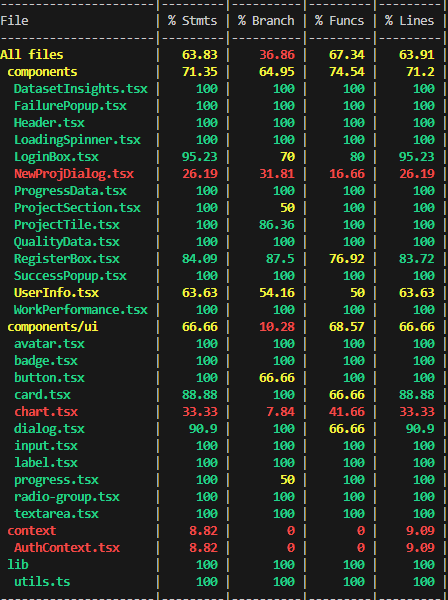 -------------------|---------|----------|---------|---------|
File               | % Stmts | % Branch | % Funcs | % Lines |
-------------------|---------|----------|---------|---------|
All files          |   63.83 |    36.86 |   67.34 |   63.91 |
 components        |   71.35 |    64.95 |   74.54 |    71.2 |
  DatasetInsights.tsx |     100 |      100 |     100 |     100 |
  FailurePopup.tsx |     100 |      100 |     100 |     100 |
  Header.tsx       |     100 |      100 |     100 |     100 |
  LoadingSpinner.tsx |     100 |      100 |     100 |     100 |
  LoginBox.tsx     |   95.23 |       70 |      80 |   95.23 |
  NewProjDialog.tsx |   26.19 |    31.81 |   16.66 |   26.19 |
  ProgressData.tsx |     100 |      100 |     100 |     100 |
  ProjectSection.tsx |     100 |       50 |     100 |     100 |
  ProjectTile.tsx  |     100 |    86.36 |     100 |     100 |
  QualityData.tsx  |     100 |      100 |     100 |     100 |
  RegisterBox.tsx  |   84.09 |     87.5 |   76.92 |   83.72 |
  SuccessPopup.tsx |     100 |      100 |     100 |     100 |
  UserInfo.tsx     |   63.63 |    54.16 |      50 |   63.63 |
  WorkPerformance.tsx |     100 |      100 |     100 |     100 |
 components/ui     |   66.66 |    10.28 |   68.57 |   66.66 |
  avatar.tsx       |     100 |      100 |     100 |     100 |
  badge.tsx        |     100 |      100 |     100 |     100 |
  button.tsx       |     100 |    66.66 |     100 |     100 |
  card.tsx         |   88.88 |      100 |   66.66 |   88.88 |
  chart.tsx        |   33.33 |     7.84 |   41.66 |   33.33 |
  dialog.tsx       |    90.9 |      100 |   66.66 |    90.9 |
  input.tsx        |     100 |      100 |     100 |     100 |
  label.tsx        |     100 |      100 |     100 |     100 |
  progress.tsx     |     100 |       50 |     100 |     100 |
  radio-group.tsx  |     100 |      100 |     100 |     100 |
  textarea.tsx     |     100 |      100 |     100 |     100 |
 context           |    8.82 |        0 |       0 |    9.09 |
  AuthContext.tsx  |    8.82 |        0 |       0 |    9.09 |
 lib               |     100 |      100 |     100 |     100 |
  utils.ts         |     100 |      100 |     100 |     100 |
-------------------|---------|----------|---------|---------|